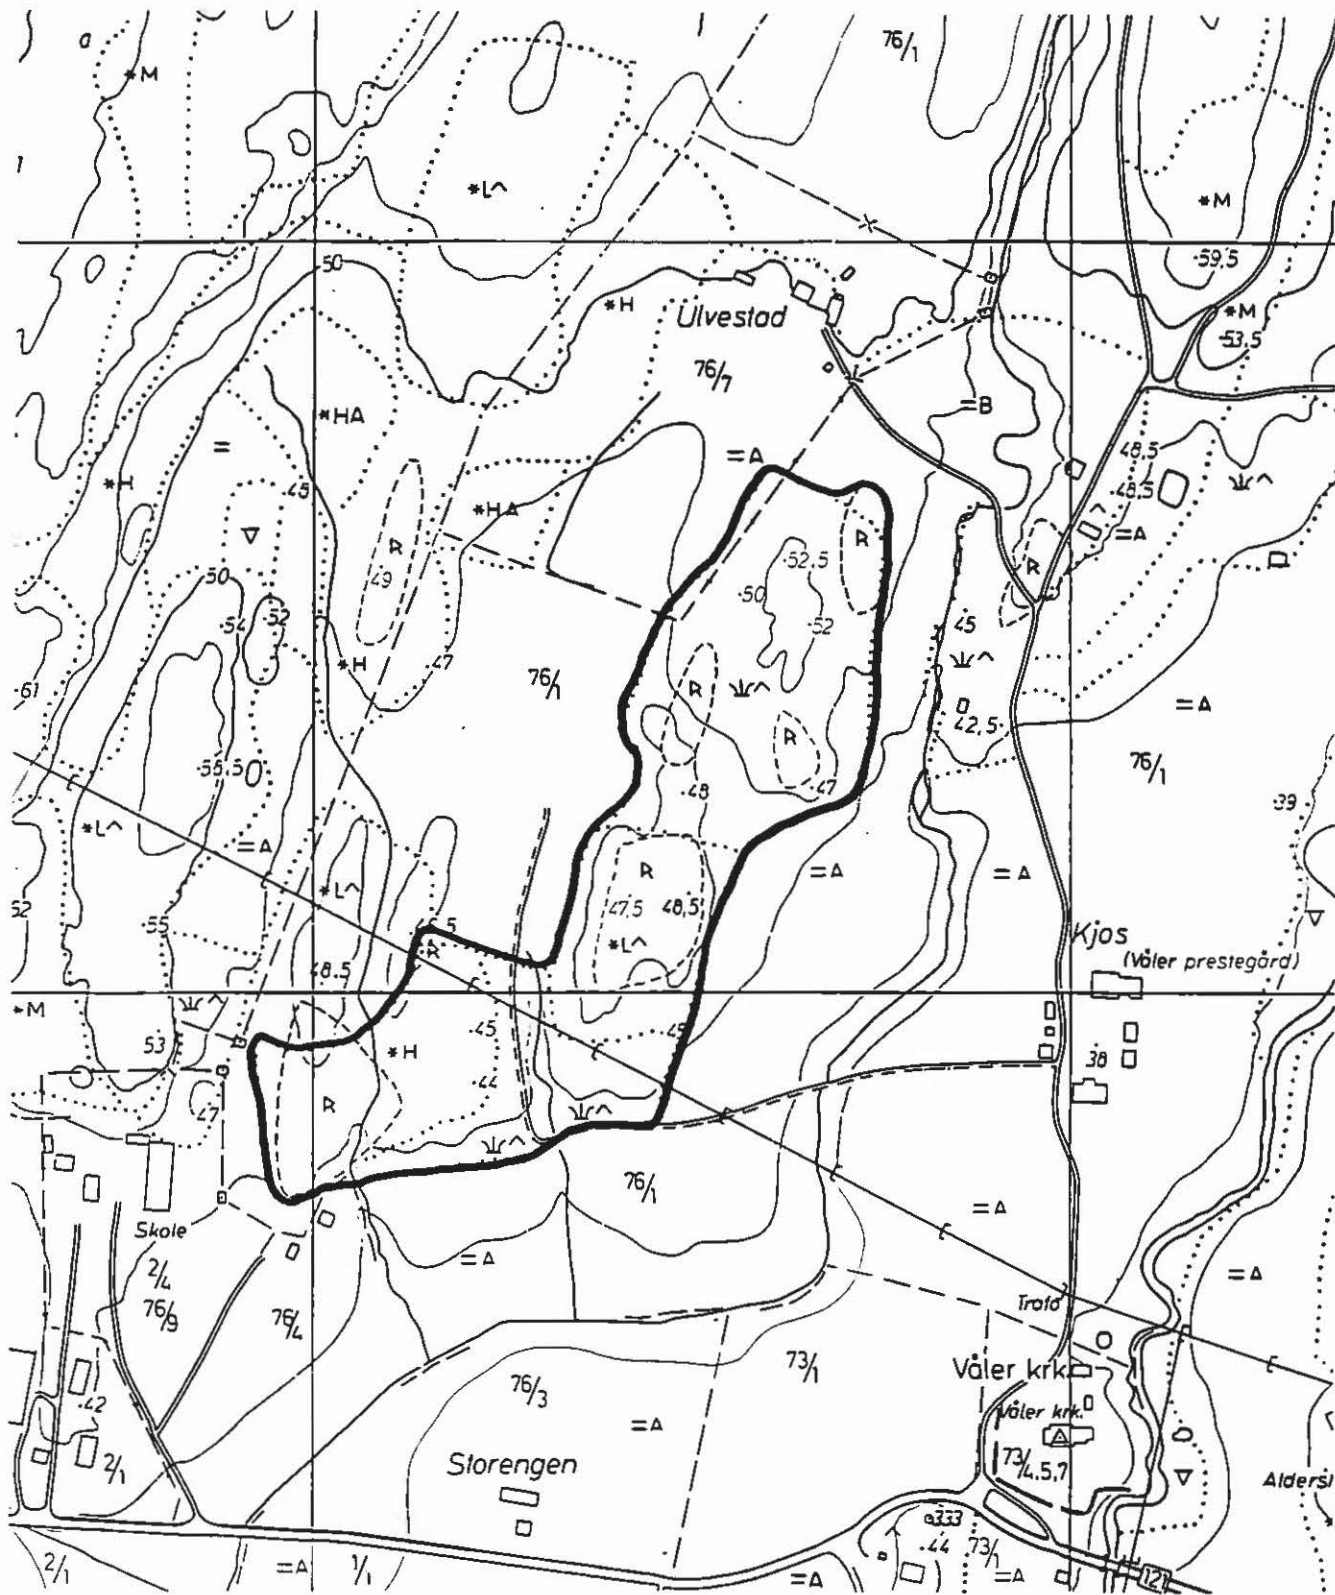 a
76/1
*M
*L^
*M
.59,5
50
*H
Ulvestad
*M
.53,5
76/7
*HA
=B
=
=A
48,5
*H
.48
.48,5
*HA
=A
R
R
R
.52,5
49
50
.50
.54
.52
.52
45
*H
.47
.61
76/1
R
=A
42,5
R
76/1
.55,5
.48
.47
.39
*L^
=A
R
=A
=A
*L^
52
47,5
48,5
.55
R
*L^
Kjos
(Våler prestegård)
48,5
*M
.45
45
53
*H
38
.44
47
R
76/1
=A
Skole
=A
=A
2/4
76/9
76/4
Trafo
73/1
Våler krk.
76/3
Våler krk.
.42
=A
73/4,5,7
2/1
Storengen
333
.44
73/1
2/1
=A
1/1
=A
=A
121